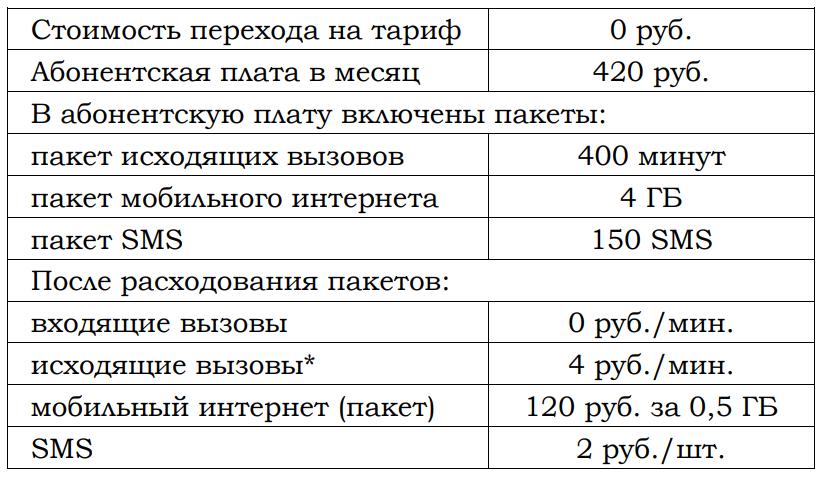 Стоимость перехода на тариф 0 руб.
Абонентская плата в месяц 420 руб.
В абонентскую плату включены пакеты:
пакет исходящих вызовов 400 минут
пакет мобильного интернета 4 ГБ
пакет SMS 150 SMS
После расходования пакетов:
входящие вызовы 0 руб./мин.
исходящие вызовы* 4 руб./мин.
мобильный интернет (пакет) 120 руб. за 0,5 ГБ
SMS 2 руб./шт.